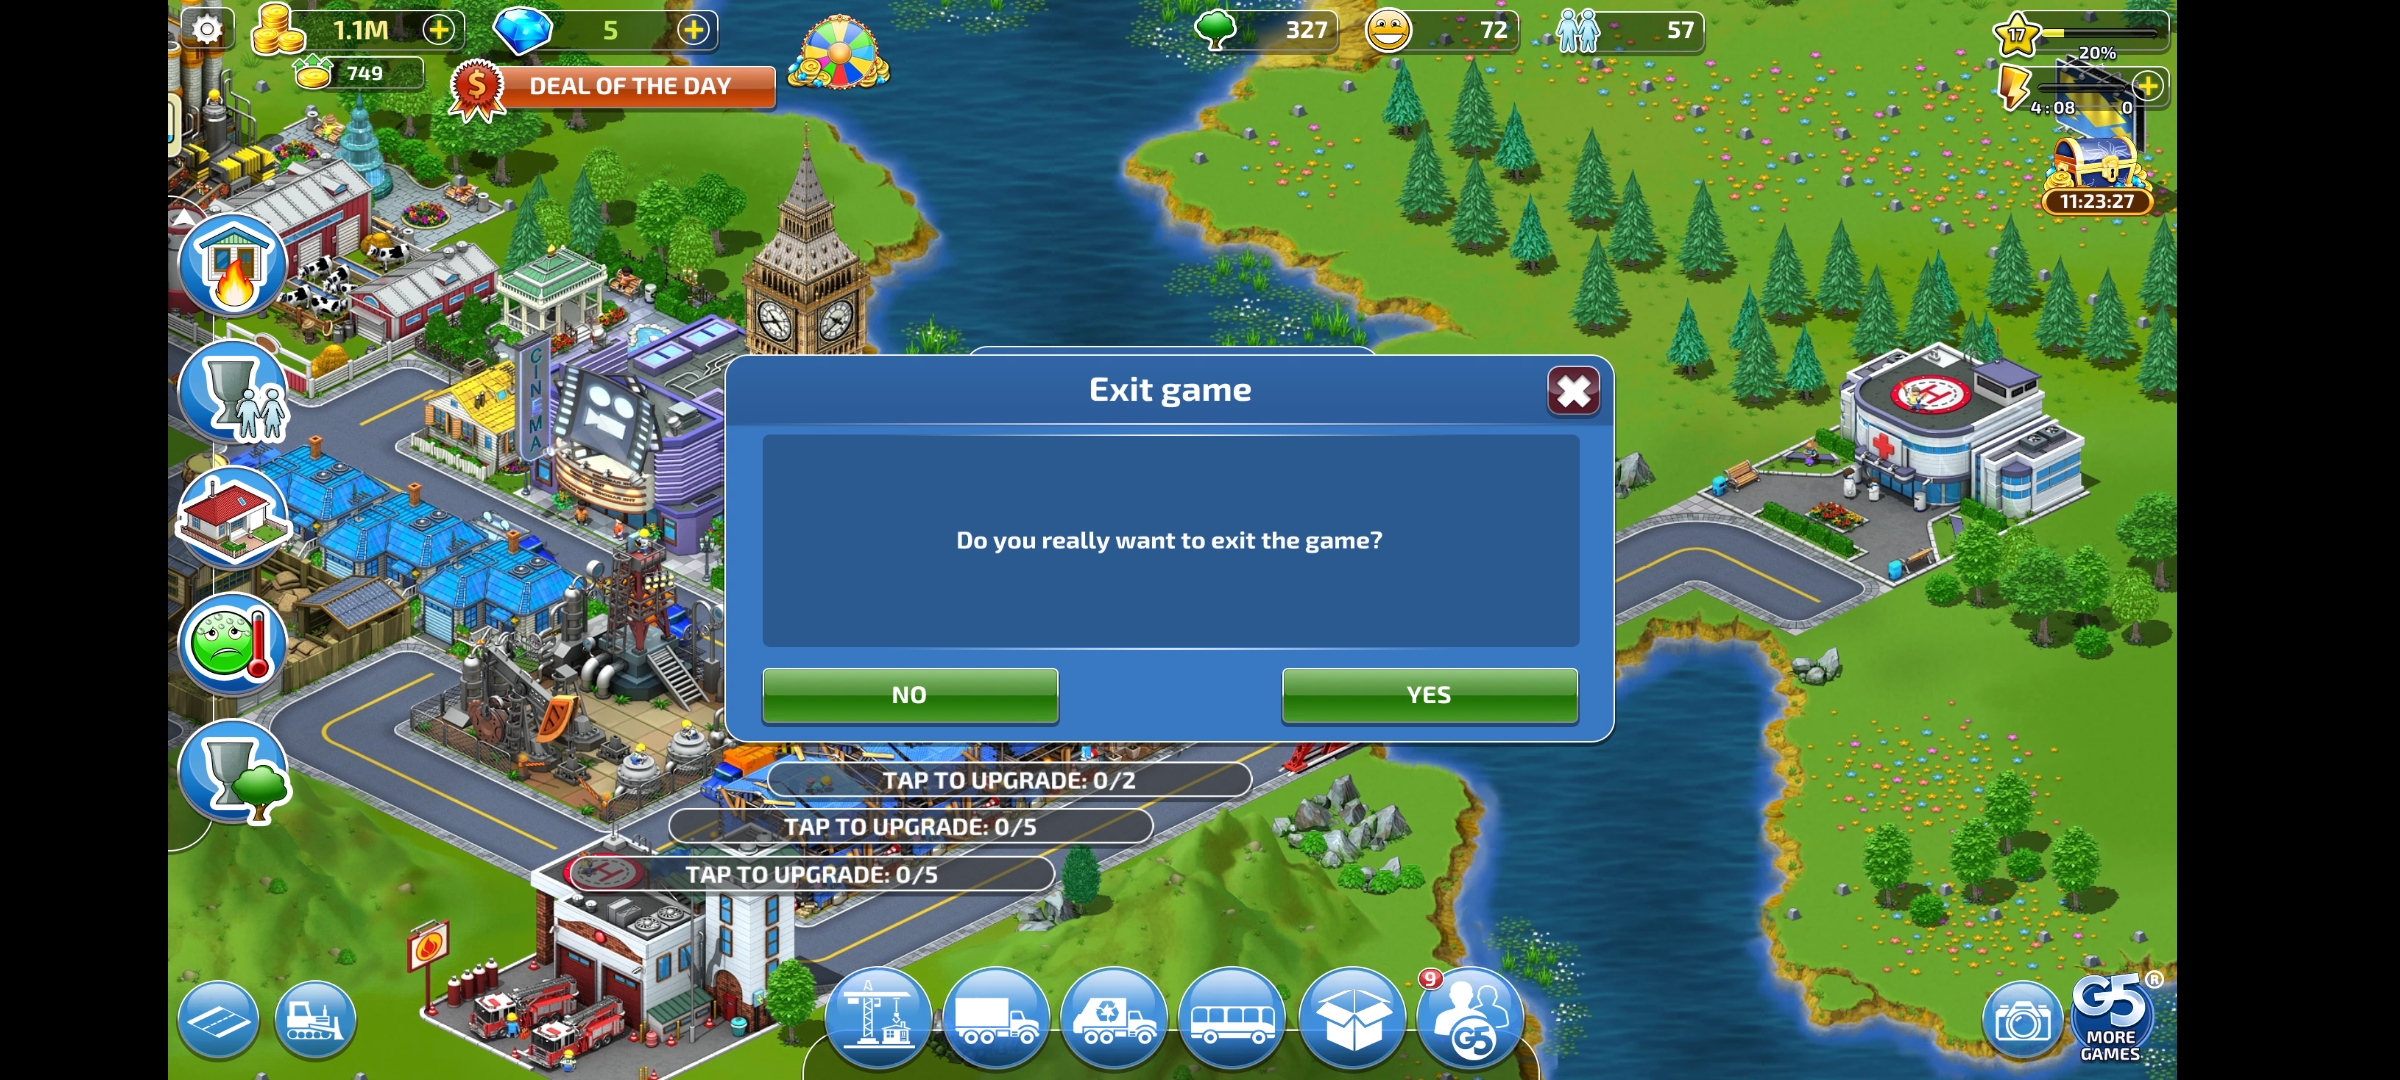 1.1M
5
327
72
57
17
20%
749
DEAL OF THE DAY
4:08
0
11:23:27
CINEMA
Exit game
Do you really want to exit the game?
NO
YES
TAP TO UPGRADE: 0/2
TAP TO UPGRADE: 0/5
TAP TO UPGRADE: 0/5
H
H
9
G5
G5
®
MORE
GAMES